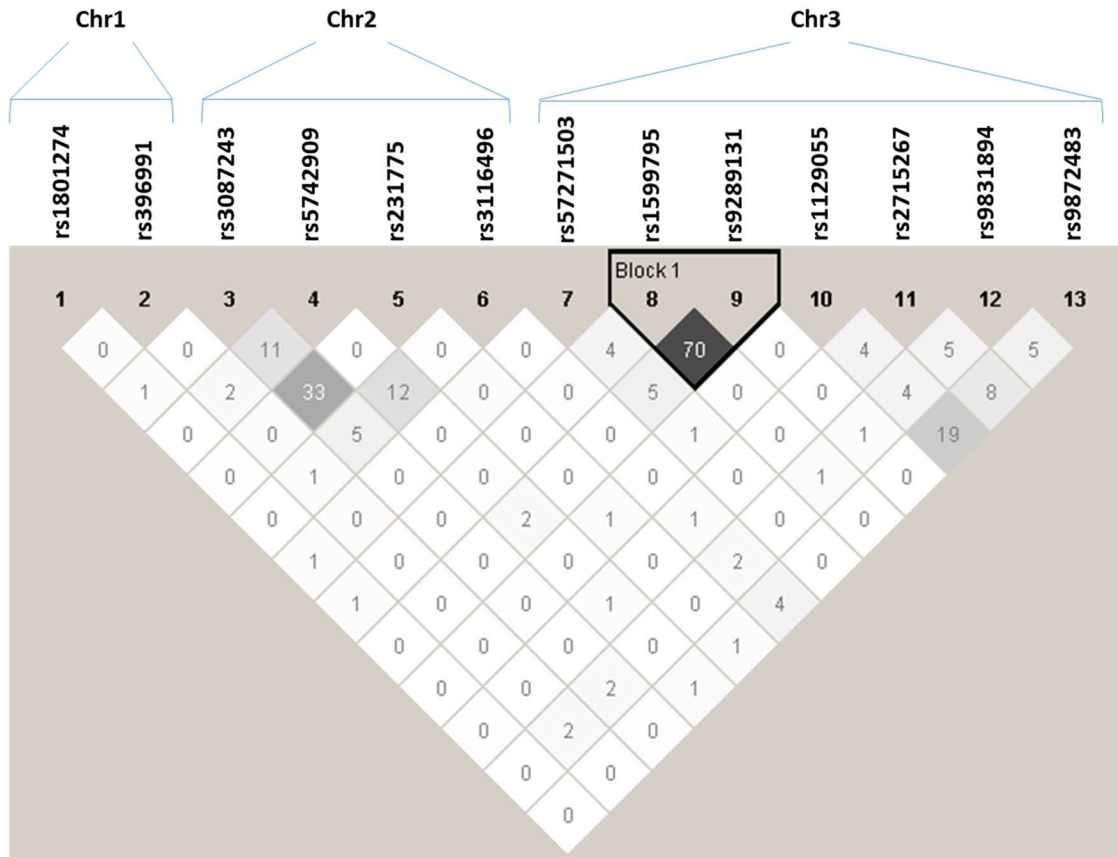 Chr1 Chr2 Chr3
rs1801274
rs396991
rs3087243
rs5742909
rs231775
rs3116496
rs57271503
rs1599795
rs9289131
rs1129055
rs2715267
rs9831894
rs9872483
Block 1
1 2 3 4 5 6 7 8 9 10 11 12 13
0 0 11 0 0 0 4 70 0 4 5 5
1 2 33 12 0 0 5 0 0 4 8
0 0 5 0 0 0 1 0 1 19
0 1 0 0 0 0 0 1 0
0 0 0 2 1 1 0 0
1 0 0 0 0 2 0
1 0 0 1 0 4
0 0 0 0 1
0 0 2 1
0 2 0
0 0
0